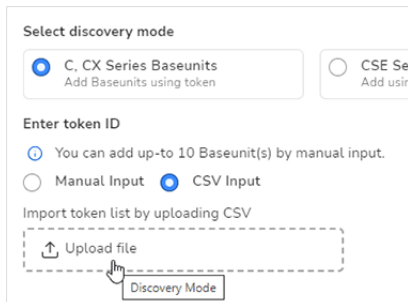 Select discovery mode
C, CX Series Baseunits
Add Baseunits using token
CSE
Add
Enter token ID
You can add up-to 10 Baseunit(s) by manual input.
Manual Input
CSV Input
Import token list by uploading CSV
Upload file
Discovery Mode